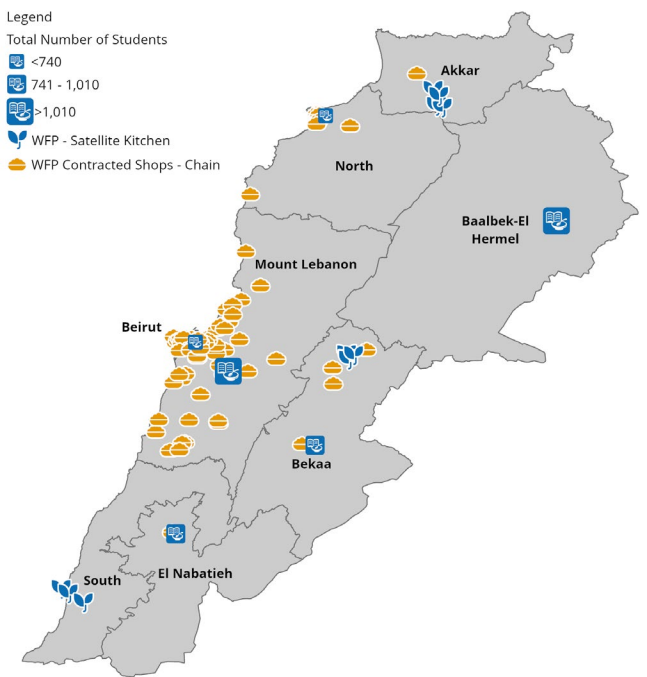 Legend
Total Number of Students
<740
741 - 1,010
>1,010
WFP - Satellite Kitchen
WFP Contracted Shops - Chain
Akkar
North
Baalbek-El
Hermel
Mount Lebanon
Beirut
Bekaa
South
El Nabatieh